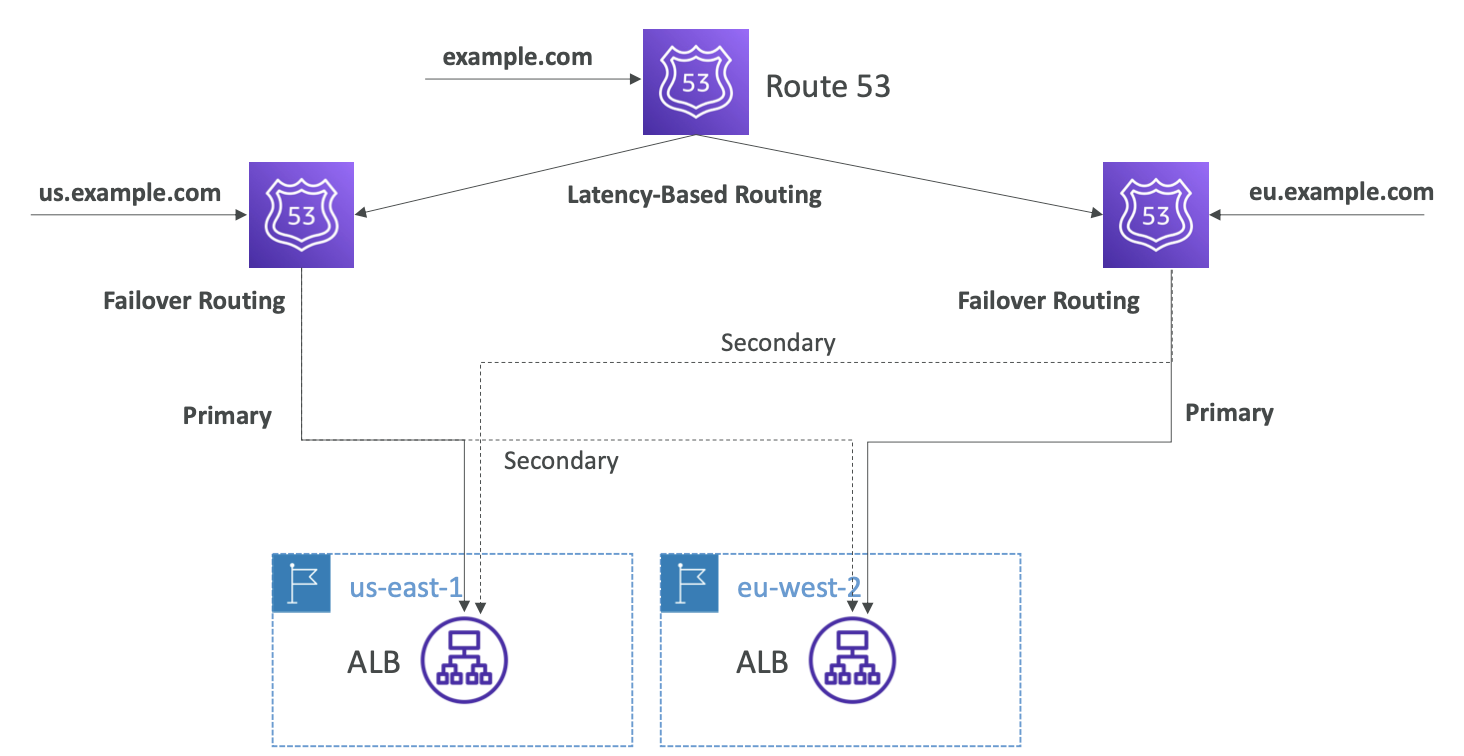 example.com
53
Route 53
us.example.com
53
Latency-Based Routing
53
eu.example.com
Failover Routing
Failover Routing
Secondary
Primary
Primary
Secondary
us-east-1
eu-west-2
ALB
ALB